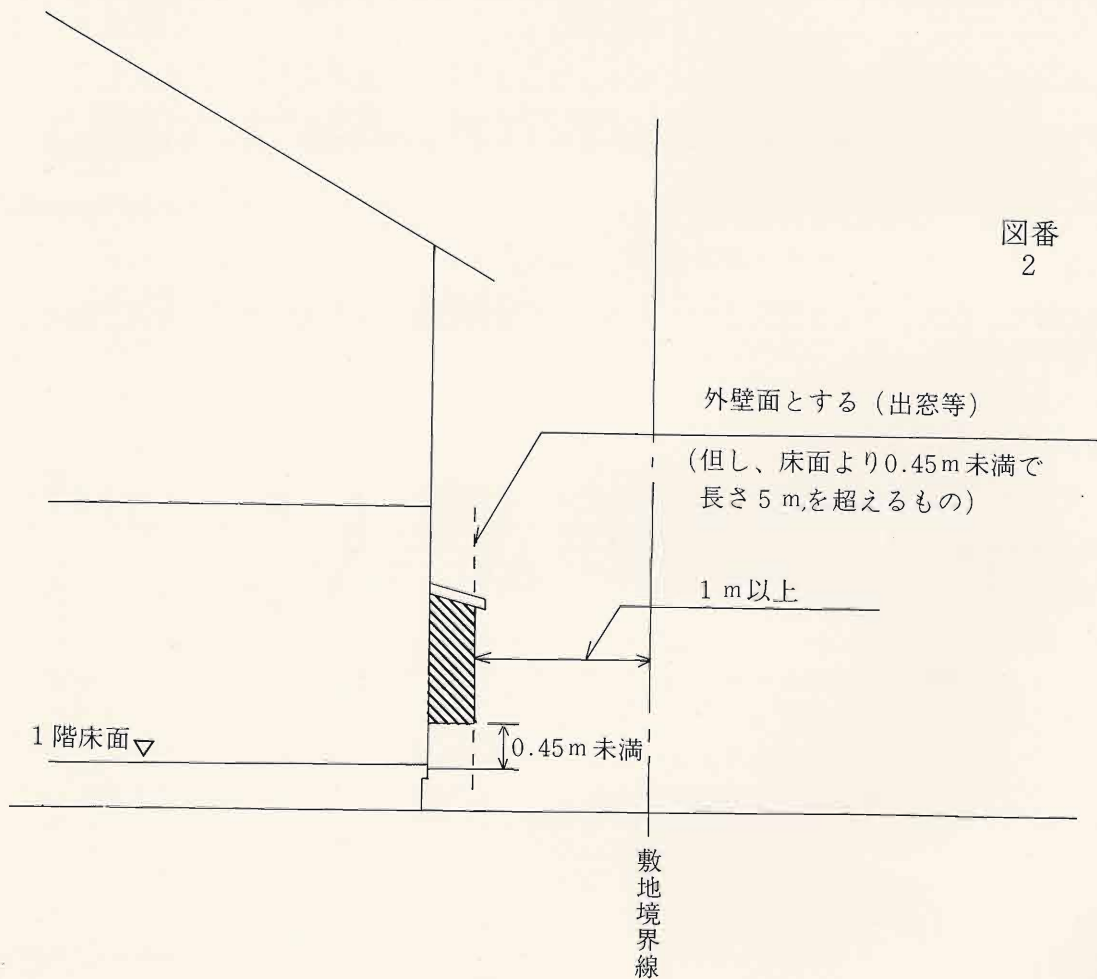 図番
2
外壁面とする（出窓等）
（但し、床面より0.45m未満で
長さ5m,を超えるもの）
1m以上
1階床面
0.45m未満
敷地境界線